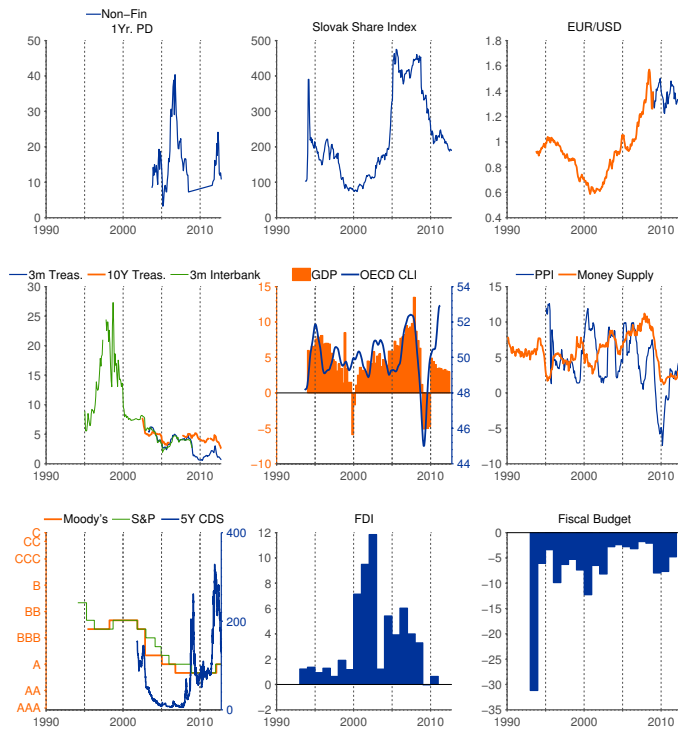 Non−Fin
1Yr. PD
Slovak Share Index
EUR/USD
50
40
30
20
10
0
1990 2000 2010
500
400
300
200
100
0
1990 2000 2010
1.8
1.6
1.4
1.2
1
0.8
0.6
0.4
1990 2000 2010
3m Treas. 10Y Treas. 3m Interbank
GDP OECD CLI
PPI Money Supply
30
25
20
15
10
5
0
1990 2000 2010
15
10
5
0
−5
−10
54
52
50
48
46
44
1990 2000 2010
15
10
5
0
−5
−10
1990 2000 2010
Moody's S&P 5Y CDS
FDI
Fiscal Budget
C
CC
CCC
B
BB
BBB
A
AA
AAA
400
200
0
1990 2000 2010
12
10
8
6
4
2
0
−2
1990 2000 2010
0
−5
−10
−15
−20
−25
−30
−35
1990 2000 2010